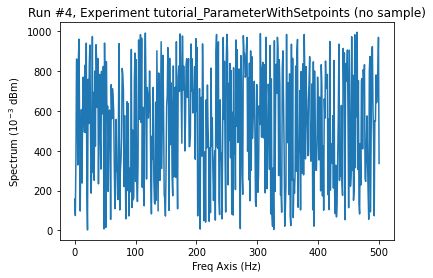 Run #4, Experiment tutorial_ParameterWithSetpoints (no sample)
Spectrum (10⁻³ dBm)
1000
800
600
400
200
0
0 100 200 300 400 500
Freq Axis (Hz)